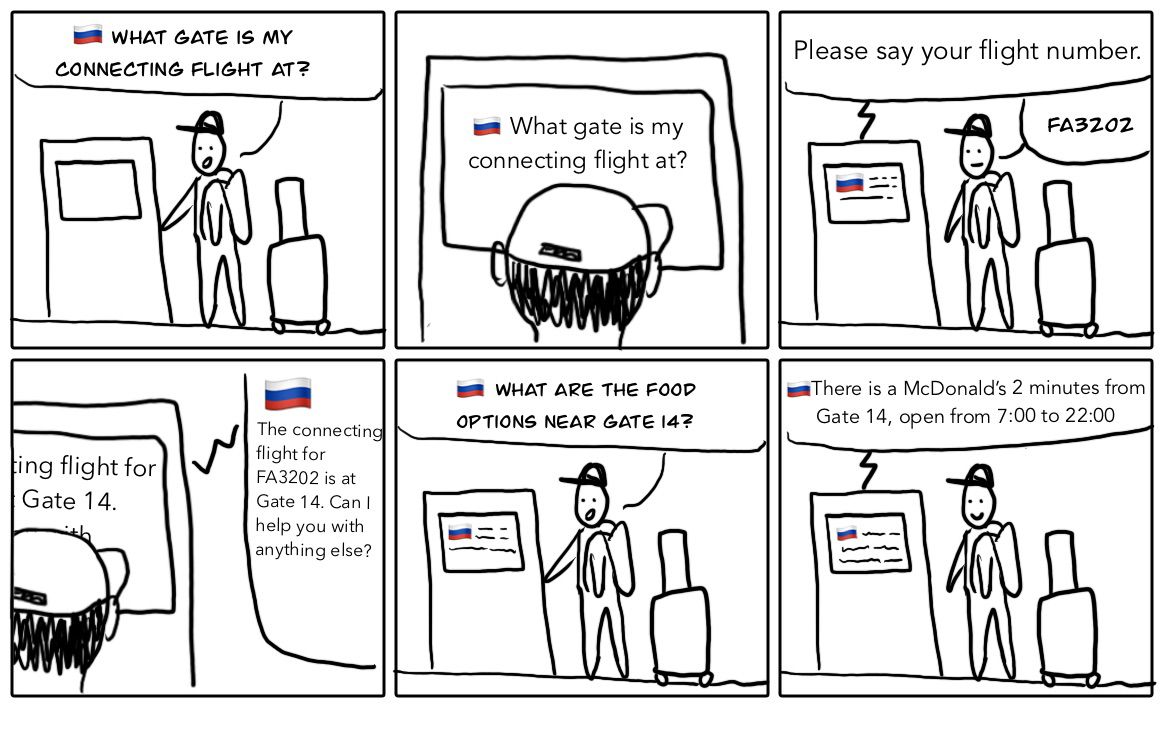 🇷🇺 WHAT GATE IS MY
CONNECTING FLIGHT AT?
🇷🇺 What gate is my
connecting flight at?
Please say your flight number.
FA3202
ting flight for
Gate 14.
🇷🇺
The connecting
flight for
FA3202 is at
Gate 14. Can I
help you with
anything else?
🇷🇺 WHAT ARE THE FOOD
OPTIONS NEAR GATE 14?
🇷🇺There is a McDonald's 2 minutes from
Gate 14, open from 7:00 to 22:00